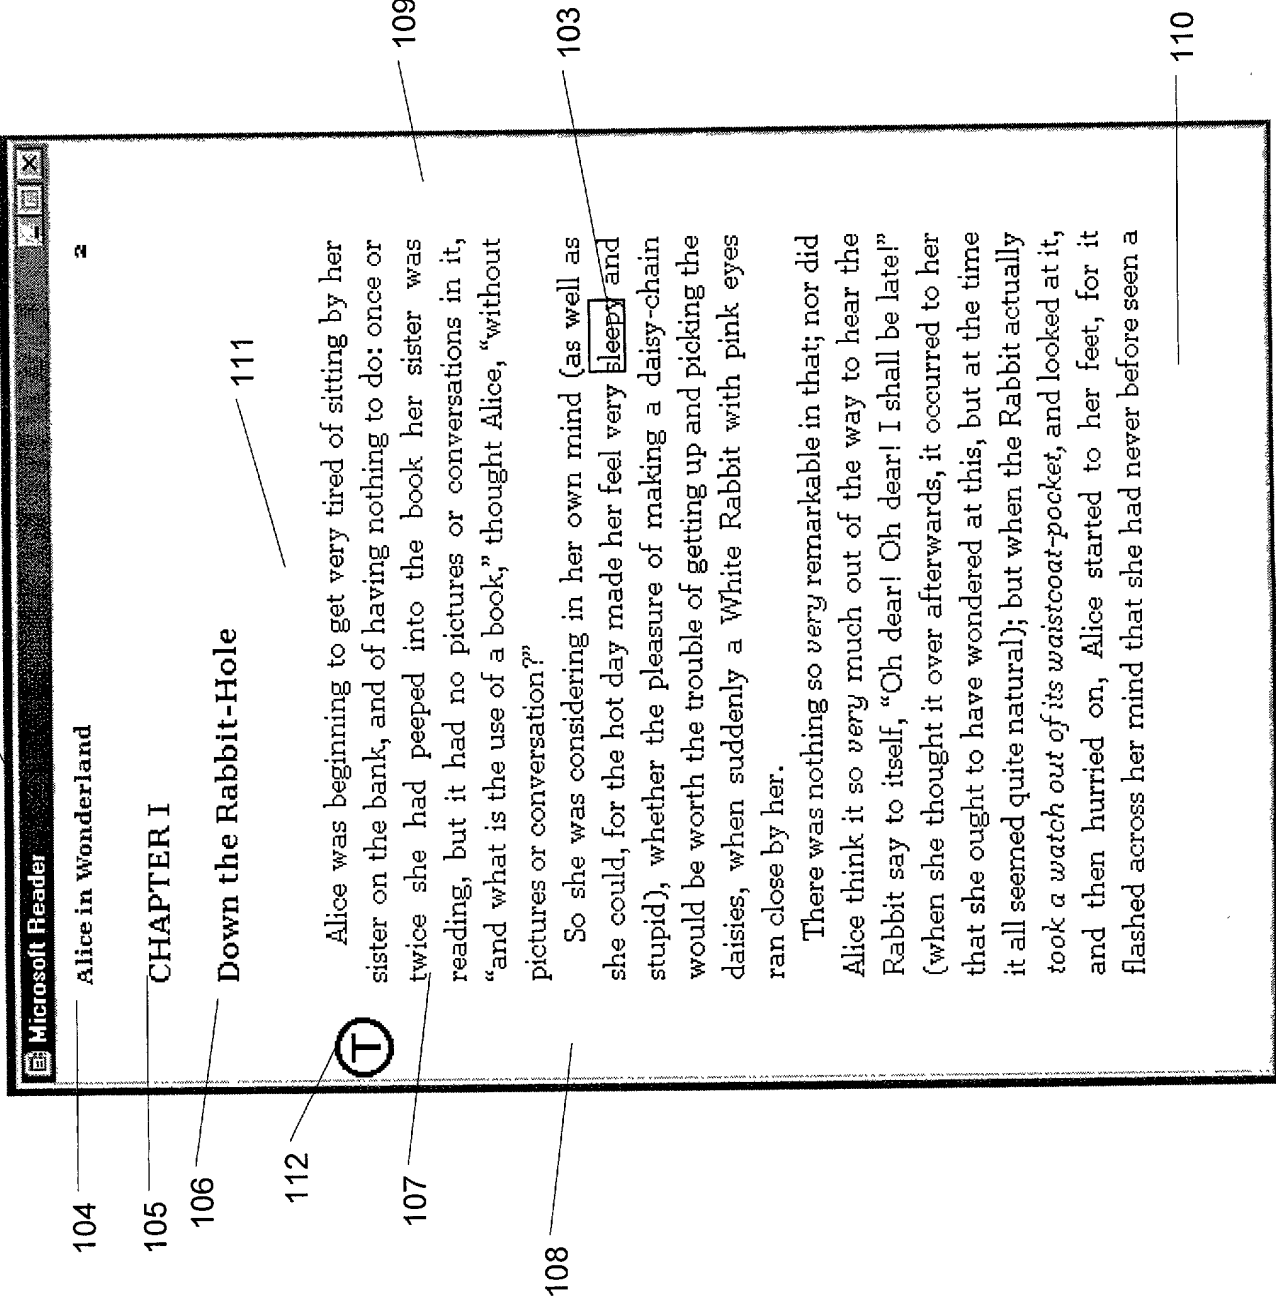 Microsoft Reader
Alice in Wonderland 2
CHAPTER I
Down the Rabbit-Hole
Alice was beginning to get very tired of sitting by her
sister on the bank, and of having nothing to do: once or
twice she had peeped into the book her sister was
reading, but it had no pictures or conversations in it,
“and what is the use of a book,” thought Alice, “without
pictures or conversation?”
So she was considering in her own mind (as well as
she could, for the hot day made her feel very sleepy and
stupid), whether the pleasure of making a daisy-chain
would be worth the trouble of getting up and picking the
daisies, when suddenly a White Rabbit with pink eyes
ran close by her.
There was nothing so very remarkable in that; nor did
Alice think it so very much out of the way to hear the
Rabbit say to itself, “Oh dear! Oh dear! I shall be late!”
(when she thought it over afterwards, it occurred to her
that she ought to have wondered at this, but at the time
it all seemed quite natural); but when the Rabbit actually
took a watch out of its waistcoat-pocket, and looked at it,
and then hurried on, Alice started to her feet, for it
flashed across her mind that she had never before seen a
T
104
105
106
112
107
108
111
109
103
110